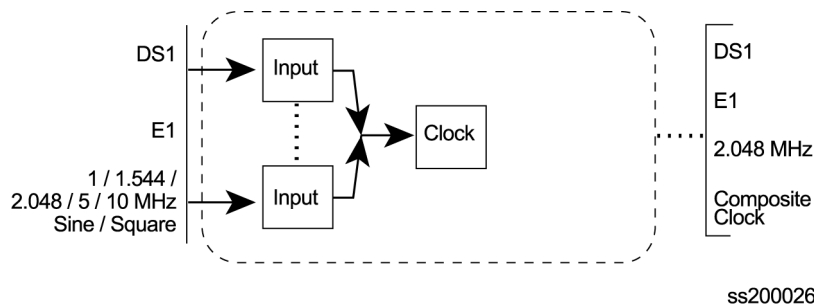 DS1
E1
1 / 1.544 /
2.048 / 5 / 10 MHz
Sine / Square
Input
Input
Clock
DS1
E1
2.048 MHz
Composite
Clock
ss200026